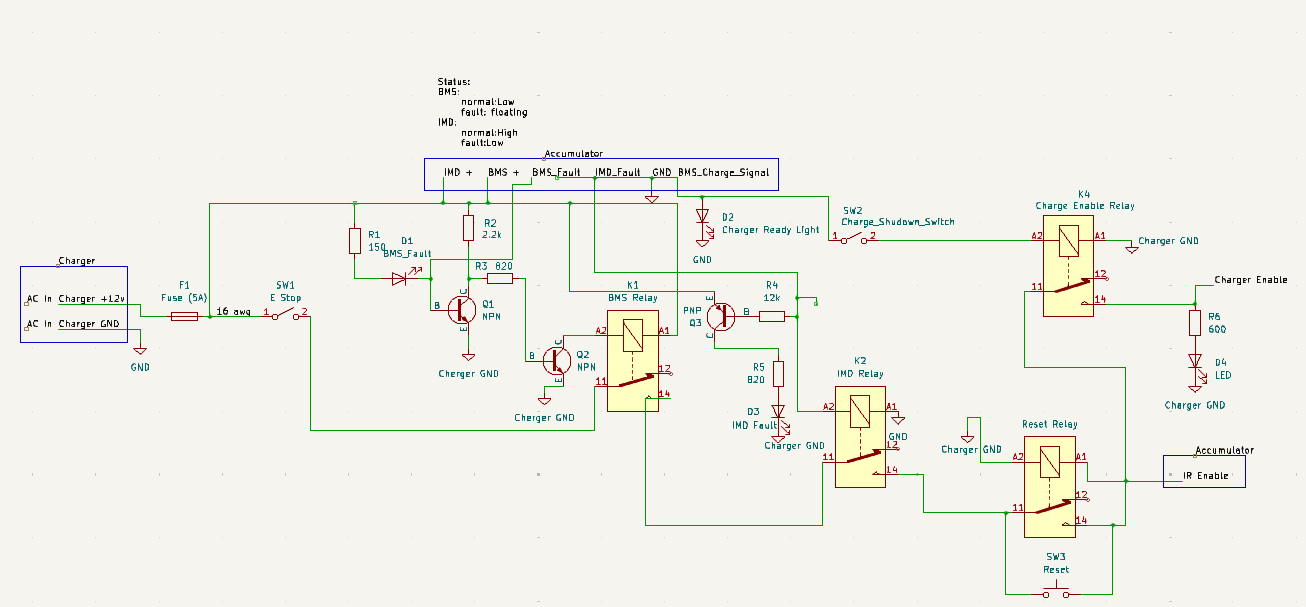 Status:
BMS:
normal:Low
fault: floating
IMD:
normal:High
fault:Low
Accumulator
IMD + BMS + BMS_Fault IMD_Fault GND BMS_Charge_Signal
K4
Charge Enable Relay
SW2
Charge_Shudown_Switch
1 2
D2
Charger Ready Light
GND
A2 A1
Charger GND
12
11
14
Charger Enable
R6
600
D4
LED
Charger GND
R1
150
D1
BMS_Fault
R2
2.2k
R3 820
B
C
E
Q1
NPN
Cherger GND
Charger
AC in Charger +12v
AC in Charger GND
GND
F1
Fuse (5A)
16 awg
SW1
E Stop
1 2
B
C
E
Q2
NPN
Cherger GND
K1
BMS Relay
A2 A1
12
11
14
PNP
Q3
E
B
C
R4
12k
R5
820
D3
IMD Fault
Charger GND
K2
IMD Relay
A2 A1
GND
12
11
14
Charger GND
Reset Relay
A2 A1
12
11
14
SW3
Reset
Accumulator
IR Enable